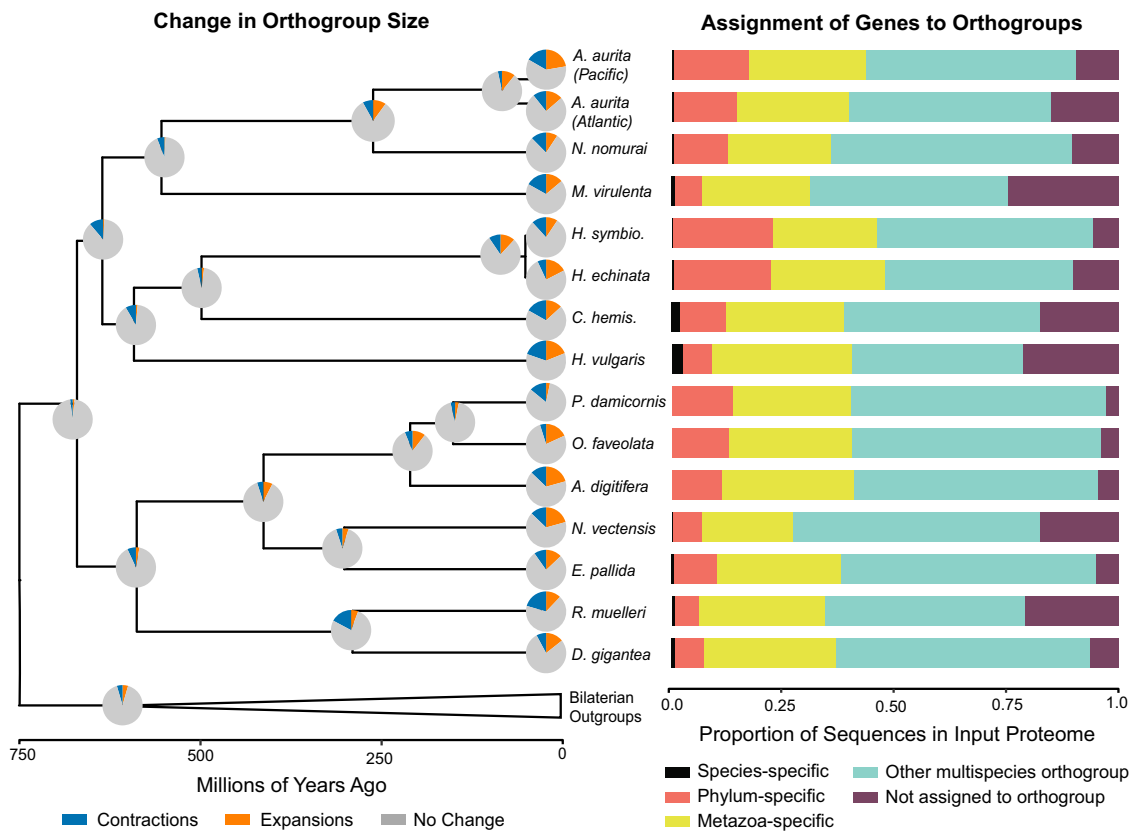 Change in Orthogroup Size
Assignment of Genes to Orthogroups
A. aurita
(Pacific)
A. aurita
(Atlantic)
N. nomurai
M. virulenta
H. symbio.
H. echinata
C. hemis.
H. vulgaris
P. damicornis
O. faveolata
A. digitifera
N. vectensis
E. pallida
R. muelleri
D. gigantea
Bilaterian
Outgroups
750 500 250 0
Millions of Years Ago
Contractions Expansions No Change
0.0 0.25 0.50 0.75 1.0
Proportion of Sequences in Input Proteome
Species-specific
Phylum-specific
Metazoa-specific
Other multispecies orthogroup
Not assigned to orthogroup